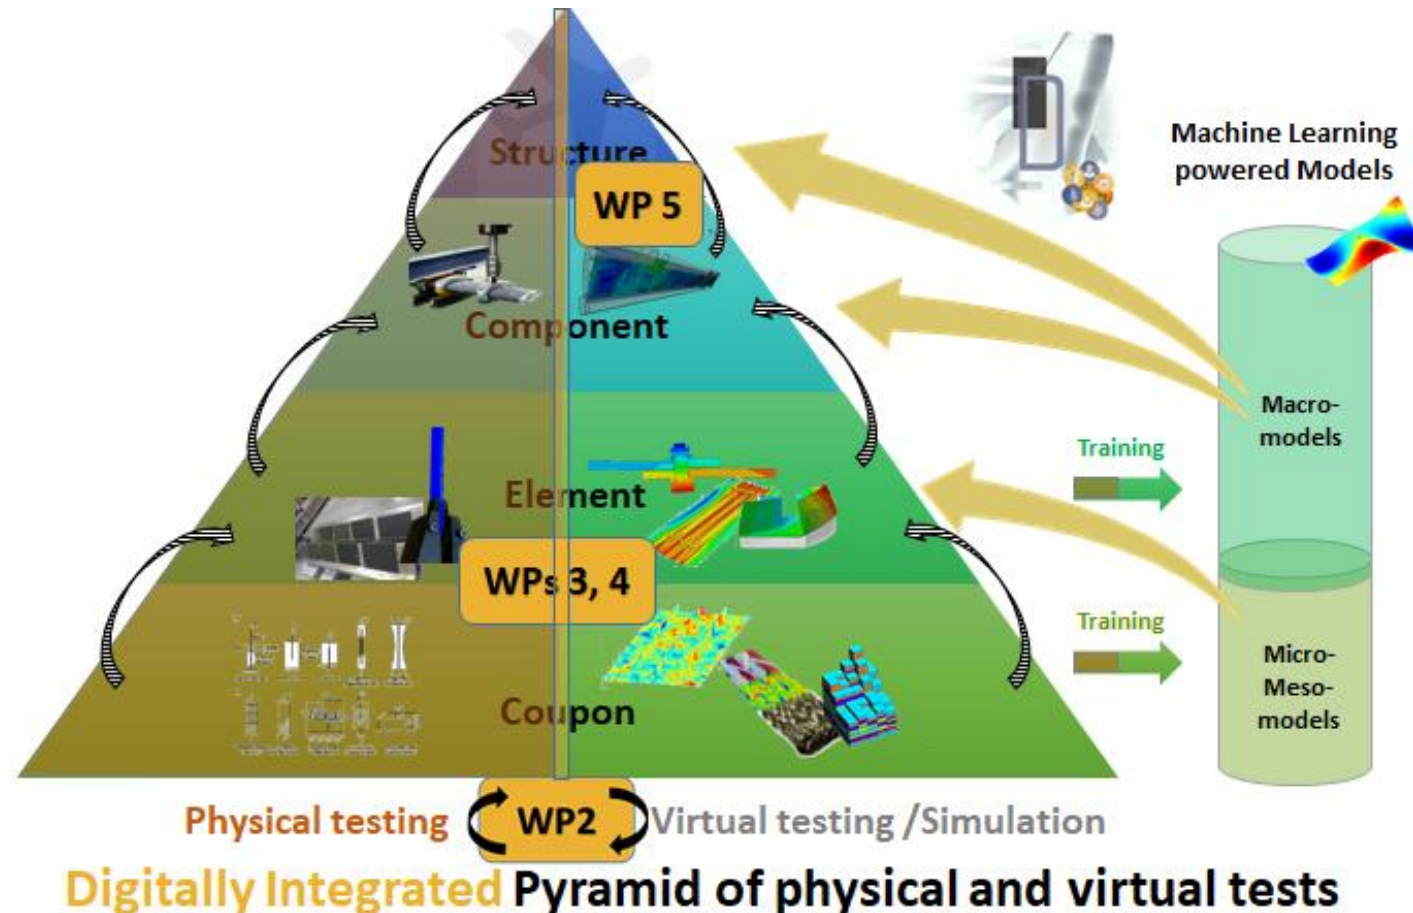 Machine Learning
powered Models
Structure
WP 5
Component
Macro-
models
Training
Element
WPs 3, 4
Training
Micro-
Meso-
models
Coupon
Physical testing
WP2
Virtual testing /Simulation
Digitally Integrated Pyramid of physical and virtual tests